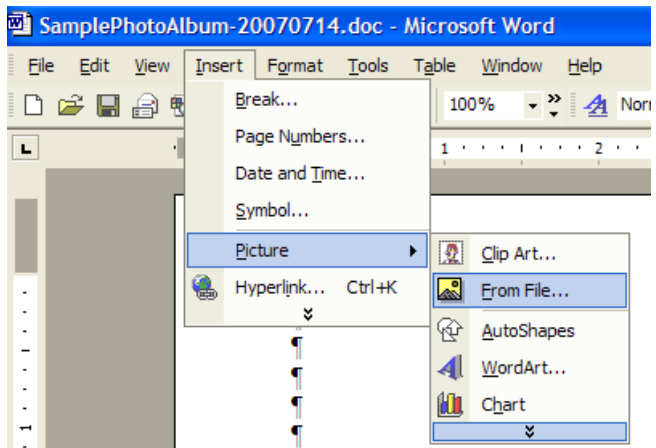 SamplePhotoAlbum-20070714.doc - Microsoft Word
File Edit View Insert Format Tools Table Window Help
100% Nor
1 2
Break...
Page Numbers...
Date and Time...
Symbol...
Picture
Hyperlink... Ctrl+K
Clip Art...
From File...
AutoShapes
WordArt...
Chart